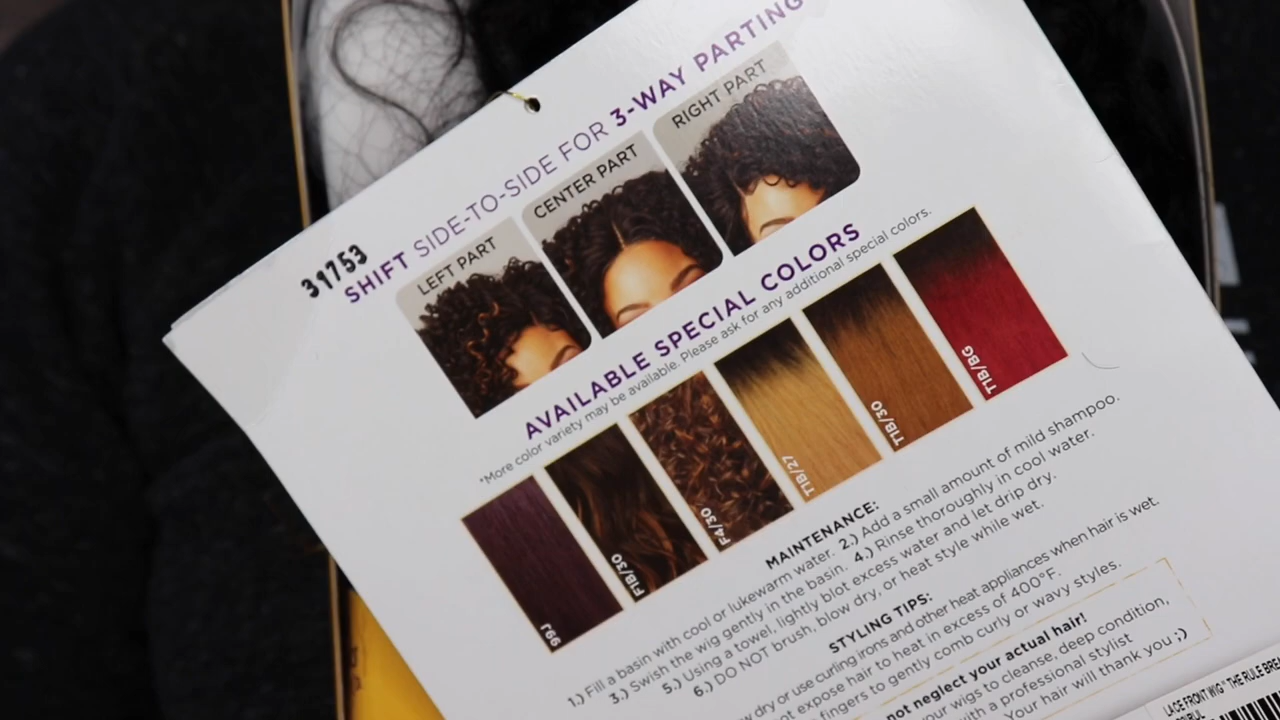 31753
SHIFT SIDE-TO-SIDE FOR 3-WAY PARTING
LEFT PART
CENTER PART
RIGHT PART
AVAILABLE SPECIAL COLORS
*More color variety may be available. Please ask for any additional special colors.
99J
F1B/30
F4/30
T1B/27
T1B/30
T1B/BG
MAINTENANCE:
1.) Fill a basin with cool or lukewarm water. 2.) Add a small amount of mild shampoo.
3.) Swish the wig gently in the basin. 4.) Rinse thoroughly in cool water.
5.) Using a towel, lightly blot excess water and let drip dry.
6.) DO NOT brush, blow dry, or heat style while wet.
STYLING TIPS:
dry or use curling irons and other heat appliances when hair is wet.
expose hair to heat in excess of 400°F.
fingers to gently comb curly or wavy styles.
not neglect your actual hair!
your wigs to cleanse, deep condition,
with a professional stylist
Your hair will thank you ;)
LACE FRONT WIG "THE RULE